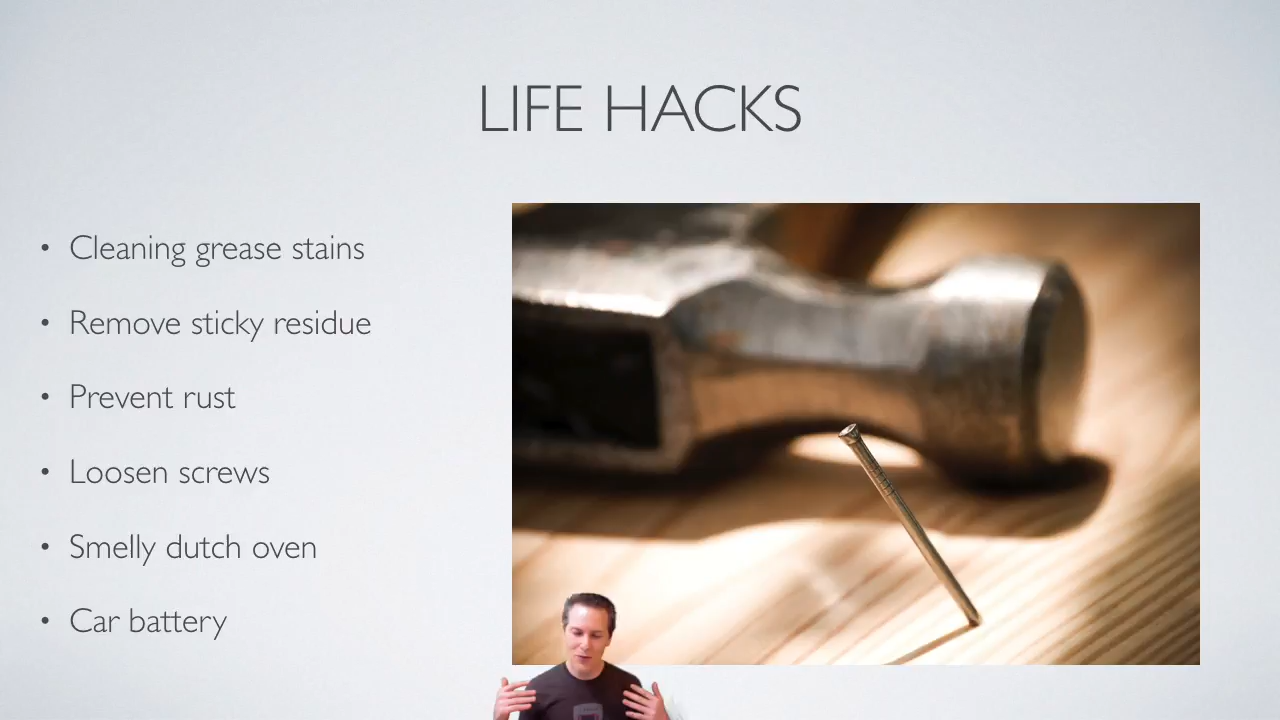 LIFE HACKS
• Cleaning grease stains
• Remove sticky residue
• Prevent rust
• Loosen screws
• Smelly dutch oven
• Car battery